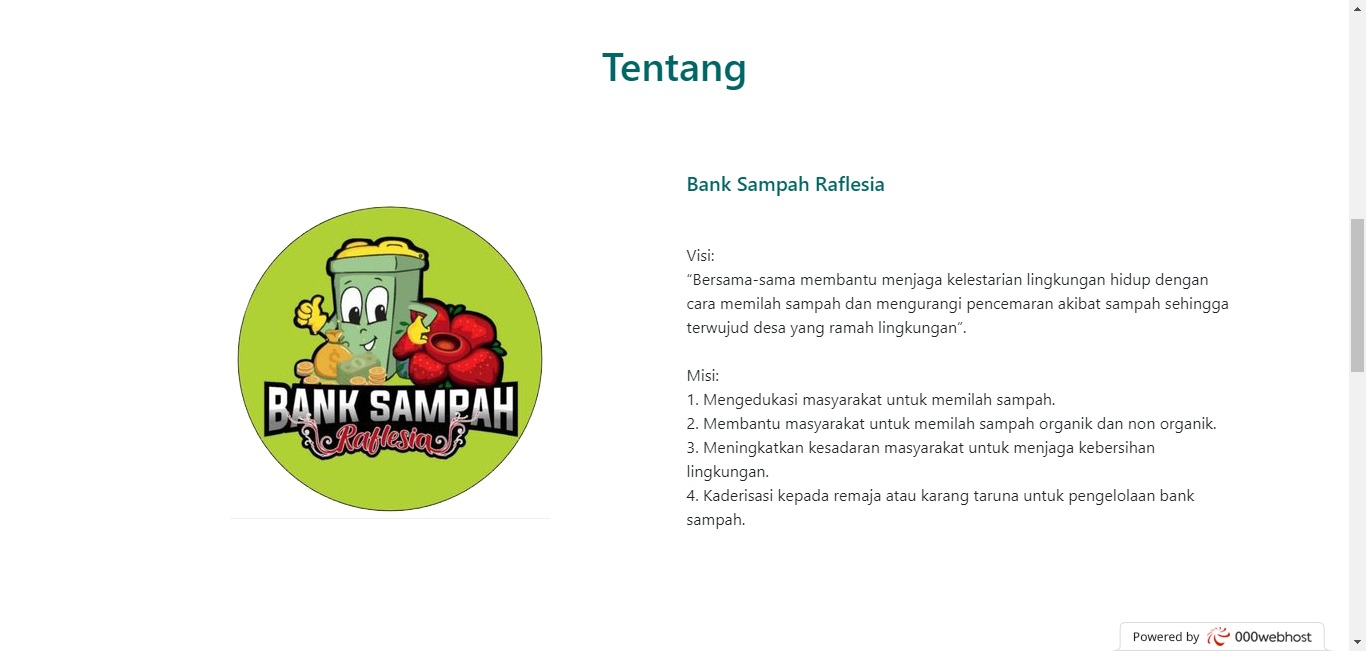 Tentang
BANK SAMPAH
Raflesia
Bank Sampah Raflesia
Visi:
“Bersama-sama membantu menjaga kelestarian lingkungan hidup dengan
cara memilah sampah dan mengurangi pencemaran akibat sampah sehingga
terwujud desa yang ramah lingkungan”.
Misi:
1. Mengedukasi masyarakat untuk memilah sampah.
2. Membantu masyarakat untuk memilah sampah organik dan non organik.
3. Meningkatkan kesadaran masyarakat untuk menjaga kebersihan
lingkungan.
4. Kaderisasi kepada remaja atau karang taruna untuk pengelolaan bank
sampah.
Powered by 000webhost